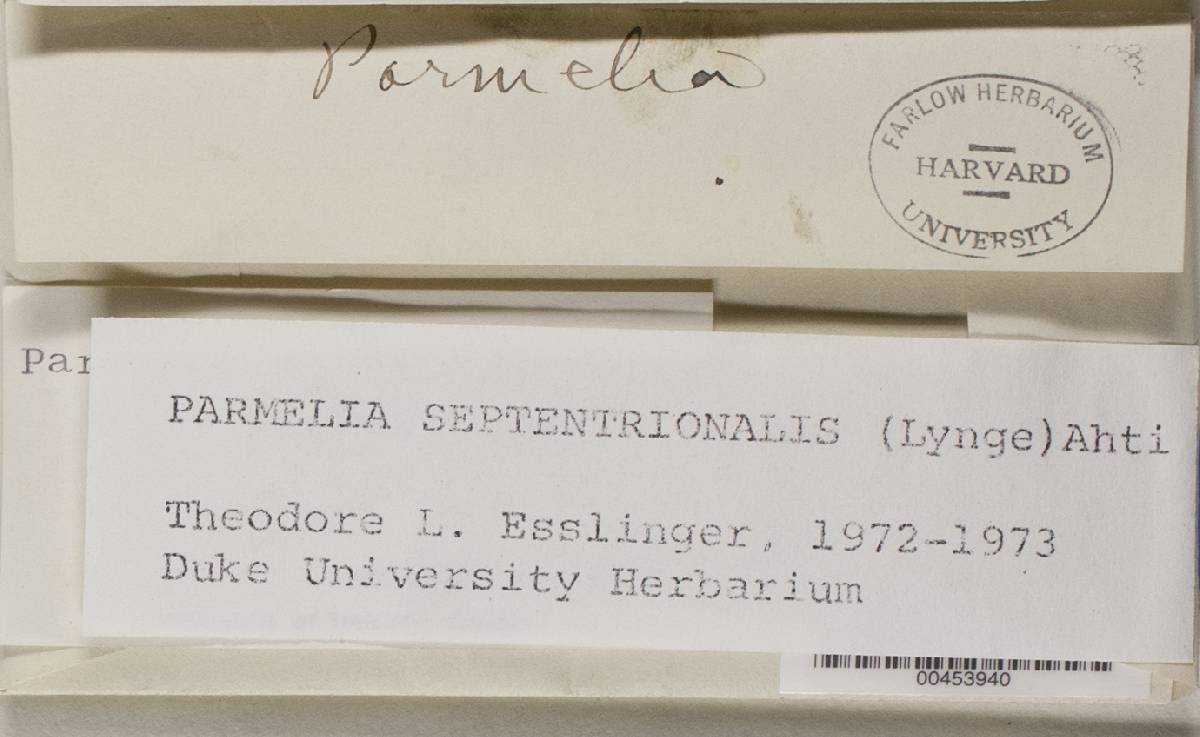 Parmelia
FARLOW HERBARIUM
HARVARD
UNIVERSITY
Par
PARMELIA SEPTENTRIONALIS (Lynge)Ahti
Theodore L. Esslinger, 1972-1973
Duke University Herbarium
00453940